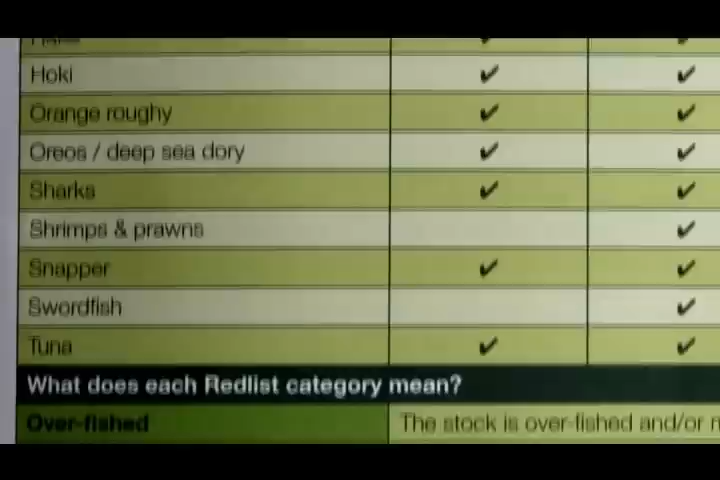 Hoki ✔ ✔
Orange roughy ✔ ✔
Oreos / deep sea dory ✔ ✔
Sharks ✔ ✔
Shrimps & prawns ✔
Snapper ✔ ✔
Swordfish ✔
Tuna ✔ ✔
What does each Redlist category mean?
Over-fished The stock is over-fished and/or